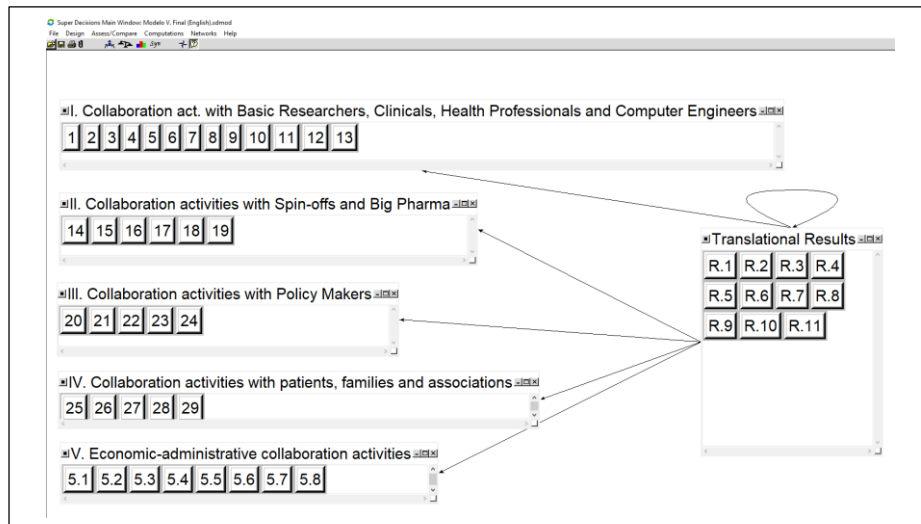 Super Decisions Main Window: Modelo V. Final (English).sdmod
File Design Assess/Compare Computations Networks Help
Syn
I. Collaboration act. with Basic Researchers, Clinicals, Health Professionals and Computer Engineers
1 2 3 4 5 6 7 8 9 10 11 12 13
II. Collaboration activities with Spin-offs and Big Pharma
14 15 16 17 18 19
III. Collaboration activities with Policy Makers
20 21 22 23 24
IV. Collaboration activities with patients, families and associations
25 26 27 28 29
V. Economic-administrative collaboration activities
5.1 5.2 5.3 5.4 5.5 5.6 5.7 5.8
Translational Results
R.1 R.2 R.3 R.4
R.5 R.6 R.7 R.8
R.9 R.10 R.11